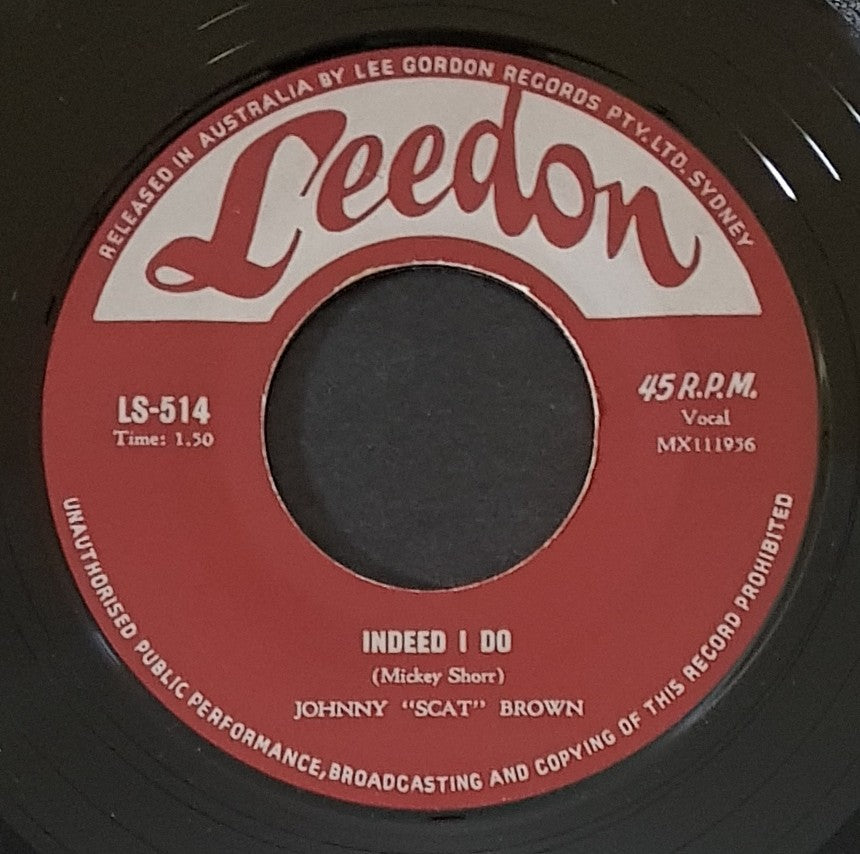 RELEASED IN AUSTRALIA BY LEE GORDON RECORDS PTY. LTD. SYDNEY
Leedon
LS-514
Time: 1.50
45 R.P.M.
Vocal
MX111936
INDEED I DO
(Mickey Shorr)
JOHNNY "SCAT" BROWN
UNAUTHORISED PUBLIC PERFORMANCE, BROADCASTING AND COPYING OF THIS RECORD PROHIBITED